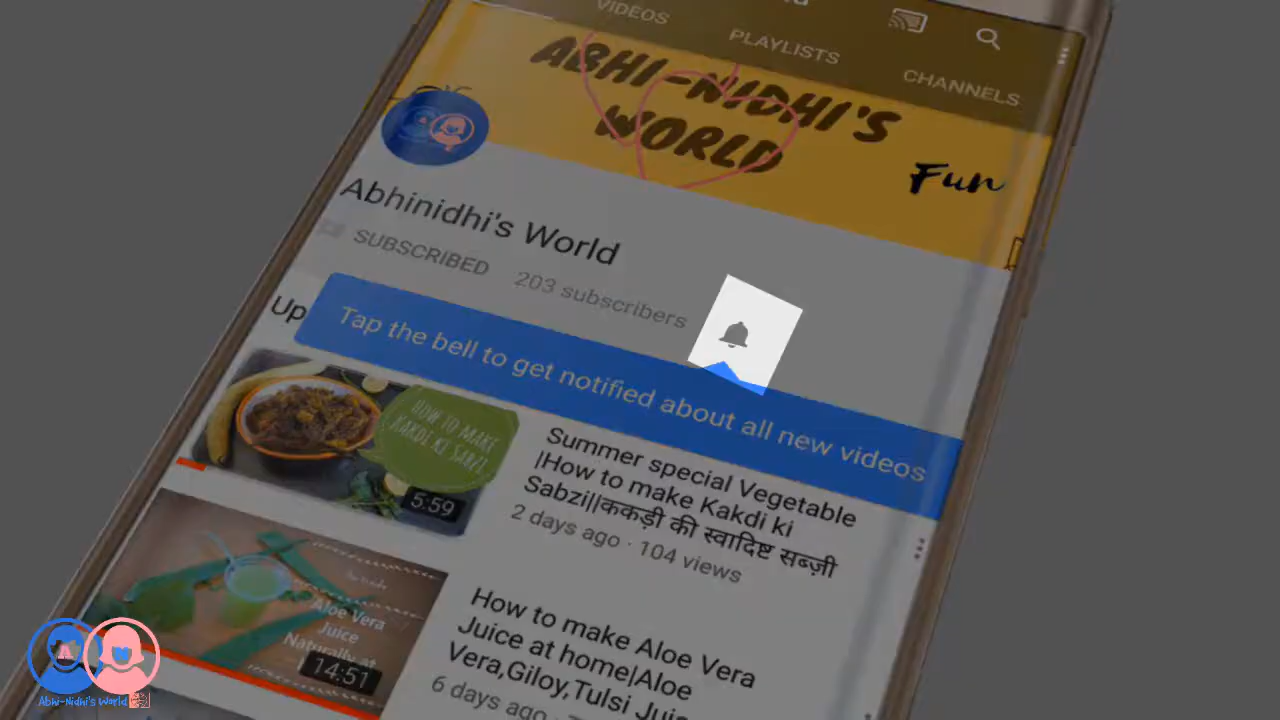 VIDEOS
PLAYLISTS
CHANNELS
ABHI-NIDHI'S
WORLD
Fun
Abhinidhi's World
SUBSCRIBED 203 subscribers
Up
Tap the bell to get notified about all new videos
HOW TO MAKE
KAKDI KI
SABZI
5:59
Summer special Vegetable
|How to make Kakdi ki
Sabzi||ककड़ी की स्वादिष्ट सब्ज़ी
2 days ago · 104 views
Aloe Vera
Juice
Naturally at
14:51
How to make Aloe Vera
Juice at home|Aloe
Vera,Giloy,Tulsi Juic
6 days ago
Abhi-Nidhi's World